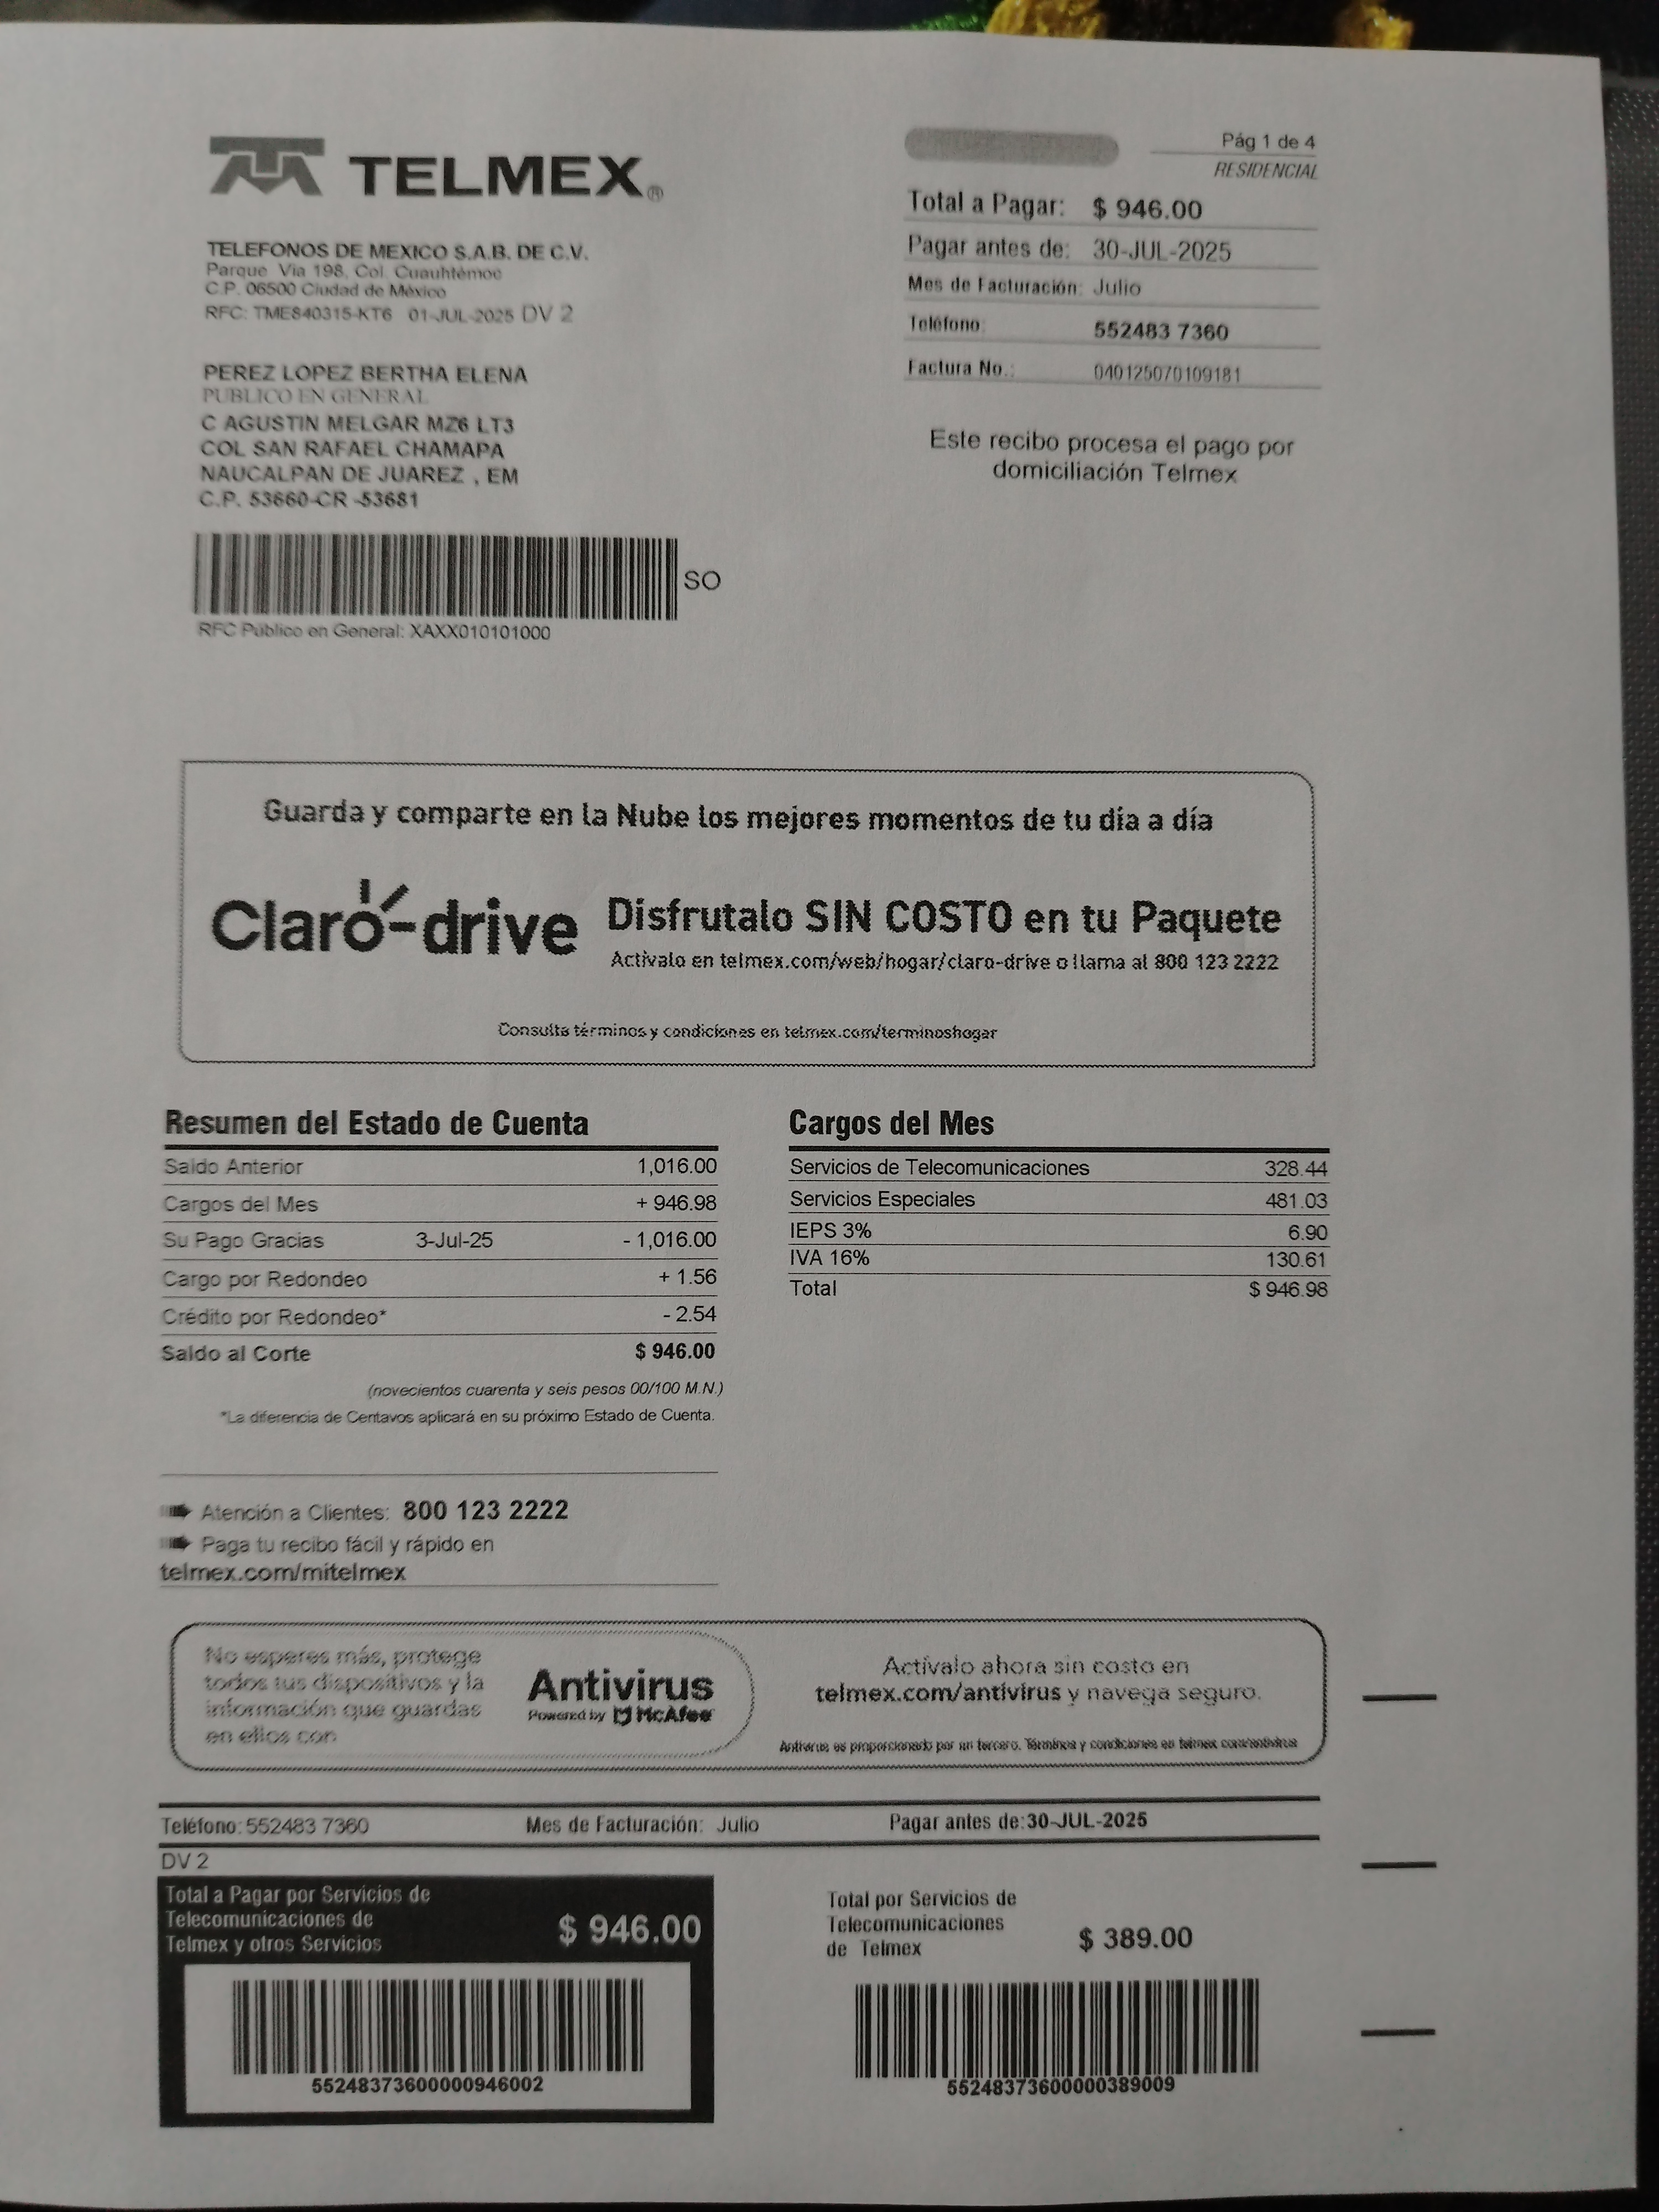 TELMEX®
TELEFONOS DE MEXICO S.A.B. DE C.V.
Parque Via 198, Col. Cuauhtémoc
C.P. 06500 Ciudad de México
RFC: TME840315-KT6 01-JUL-2025 DV 2
Pág 1 de 4
RESIDENCIAL
Total a Pagar: $ 946.00
Pagar antes de: 30-JUL-2025
Mes de Facturación: Julio
Teléfono: 552483 7360
Factura No.: 040125070109181
PEREZ LOPEZ BERTHA ELENA
PUBLICO EN GENERAL
C AGUSTIN MELGAR MZ6 LT3
COL SAN RAFAEL CHAMAPA
NAUCALPAN DE JUAREZ , EM
C.P. 53660-CR -53681
Este recibo procesa el pago por
domiciliación Telmex
SO
RFC Público en General: XAXX010101000
Guarda y comparte en la Nube los mejores momentos de tu día a día
Claro-drive
Disfrutalo SIN COSTO en tu Paquete
Actívalo en telmex.com/web/hogar/claro-drive o llama al 800 123 2222
Consulta términos y condiciones en telmex.com/terminoshogar
Resumen del Estado de Cuenta
Saldo Anterior 1,016.00
Cargos del Mes + 946.98
Su Pago Gracias 3-Jul-25 - 1,016.00
Cargo por Redondeo + 1.56
Crédito por Redondeo* - 2.54
Saldo al Corte $ 946.00
(novecientos cuarenta y seis pesos 00/100 M.N.)
*La diferencia de Centavos aplicará en su próximo Estado de Cuenta.
Cargos del Mes
Servicios de Telecomunicaciones 328.44
Servicios Especiales 481.03
IEPS 3% 6.90
IVA 16% 130.61
Total $ 946.98
Atención a Clientes: 800 123 2222
Paga tu recibo fácil y rápido en
telmex.com/mitelmex
No esperes más, protege
todos tus dispositivos y la
información que guardas
en ellos con
Antivirus
Powered by McAfee
Actívalo ahora sin costo en
telmex.com/antivirus y navega seguro.
Antivirus es proporcionado por un tercero. Términos y condiciones en telmex.com/antivirus
Teléfono: 552483 7360 Mes de Facturación: Julio Pagar antes de:30-JUL-2025
DV 2
Total a Pagar por Servicios de
Telecomunicaciones de
Telmex y otros Servicios
$ 946.00
55248373600000946002
Total por Servicios de
Telecomunicaciones
de Telmex
$ 389.00
55248373600000389009